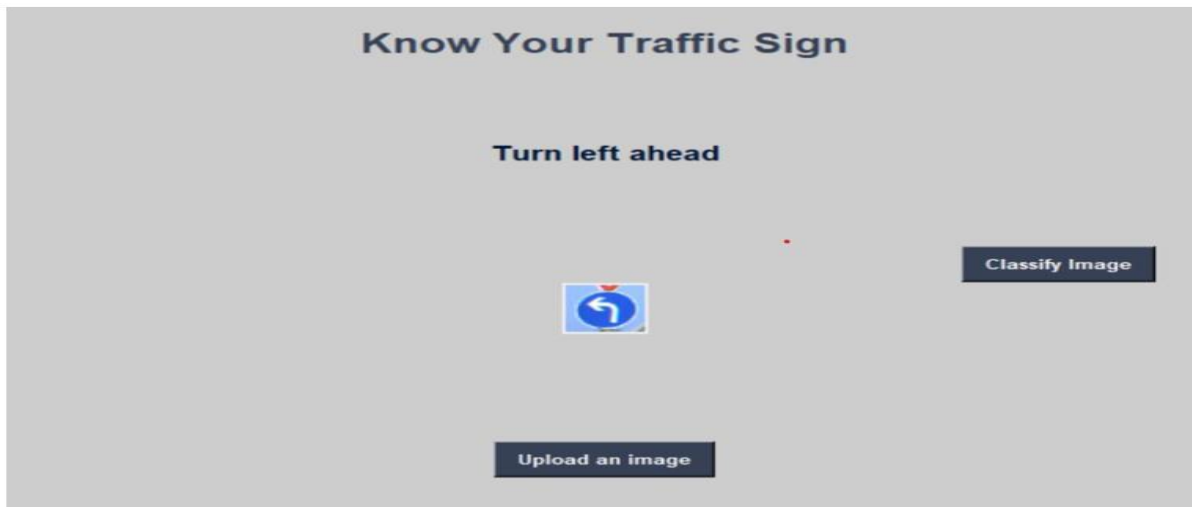 Know Your Traffic Sign
Turn left ahead
Classify Image
Upload an image